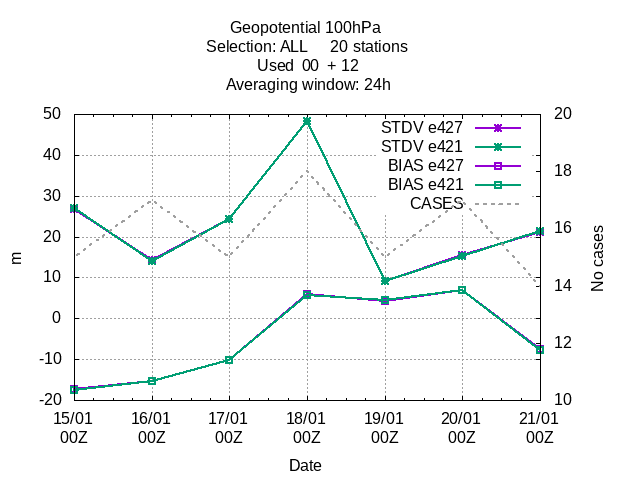 Geopotential 100hPa
Selection: ALL     20 stations
Used  00  + 12
Averaging window: 24h
50
40
30
20
10
0
-10
-20
m
20
18
16
14
12
10
No cases
STDV e427
STDV e421
BIAS e427
BIAS e421
CASES
15/01 16/01 17/01 18/01 19/01 20/01 21/01
00Z 00Z 00Z 00Z 00Z 00Z 00Z
Date